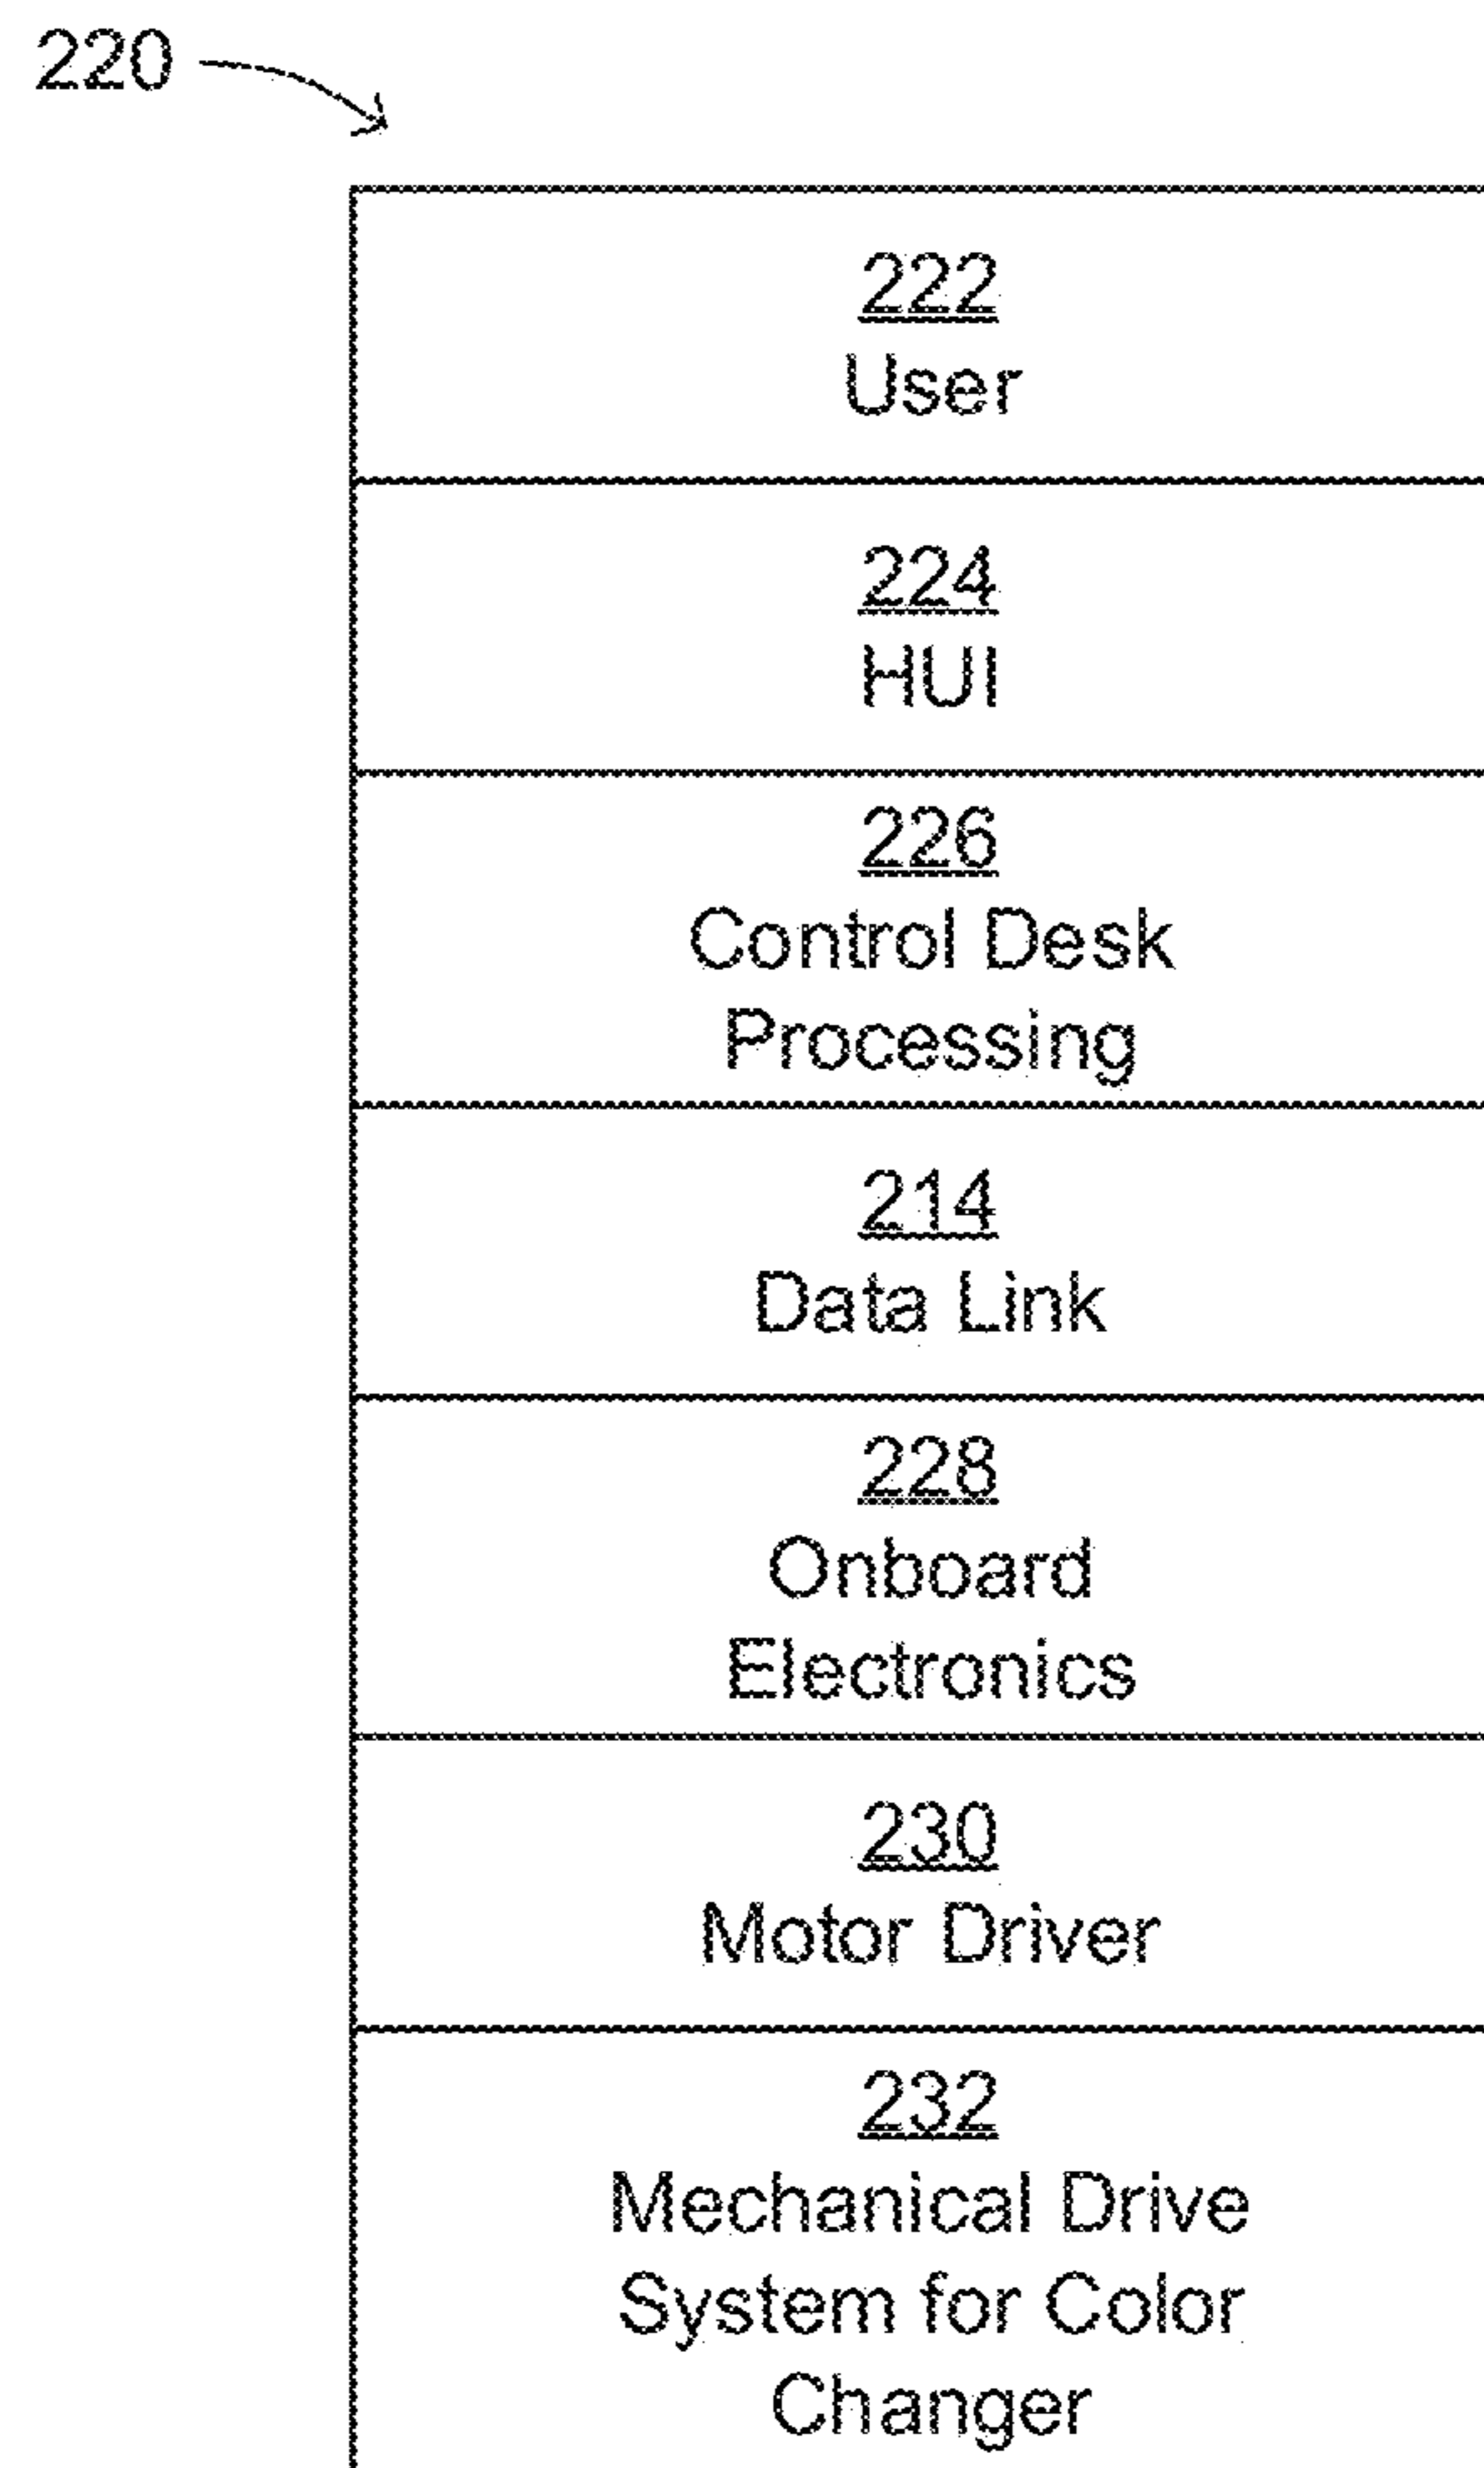 220
222
User
224
HUI
226
Control Desk
Processing
214
Data Link
228
Onboard
Electronics
230
Motor Driver
232
Mechanical Drive
System for Color
Changer